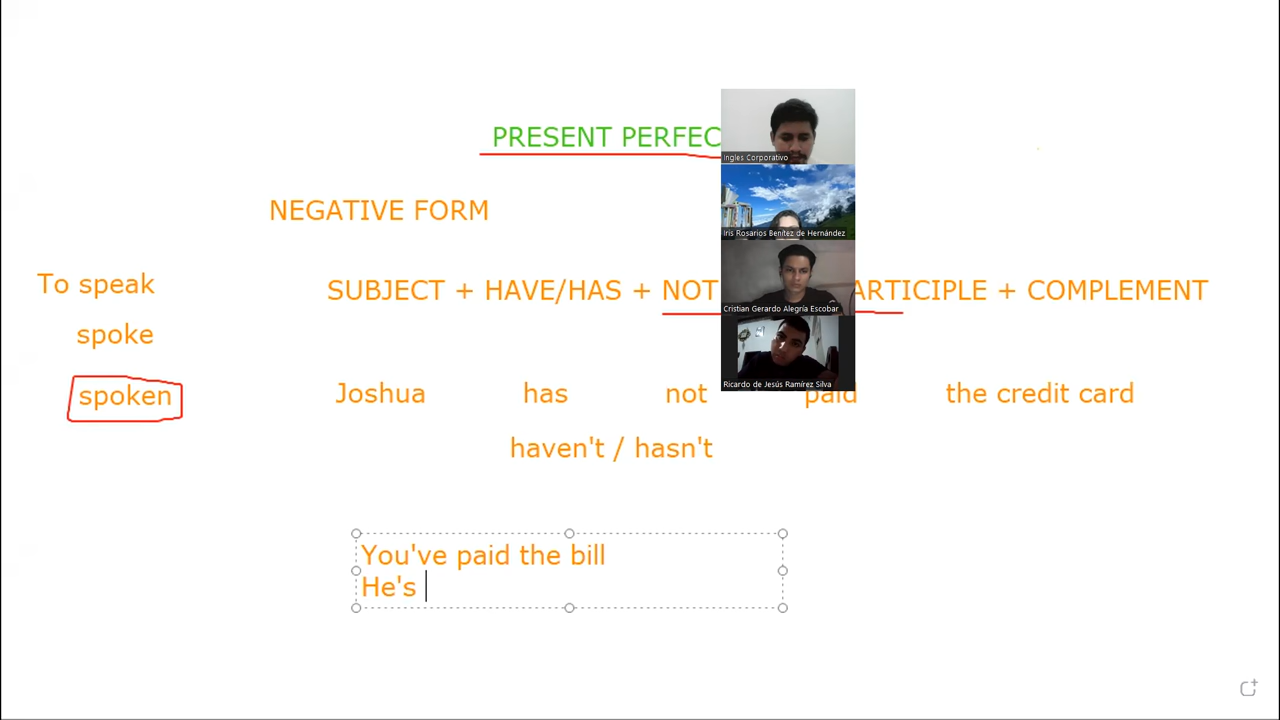 PRESENT PERFEC
Ingles Corporativo
NEGATIVE FORM
Iris Rosarios Benítez de Hernández
To speak
SUBJECT + HAVE/HAS + NOT ARTICIPLE + COMPLEMENT
Cristian Gerardo Alegría Escobar
spoke
Ricardo de Jesús Ramírez Silva
spoken
Joshua has not paid the credit card
haven't / hasn't
You've paid the bill
He's